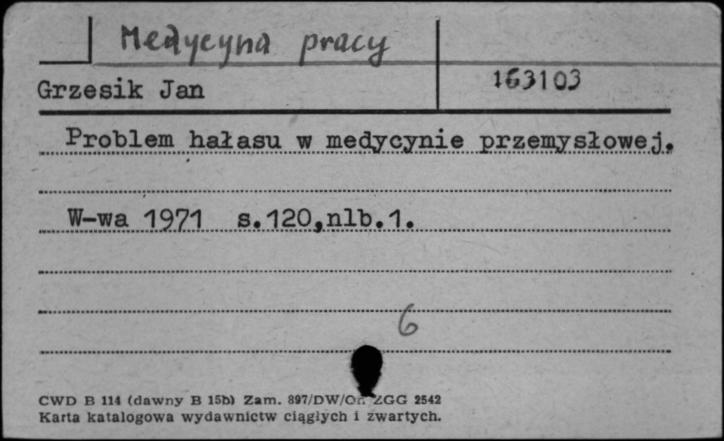 Medycyna pracy
Grzesik Jan 163103
Problem hałasu w medycynie przemysłowej.
W-wa 1971 s.120,nlb.1.
6
CWD B 114 (dawny B 15b) Zam. 897/DW/ ZGG 2542
Karta katalogowa wydawnictw ciągłych i zwartych.